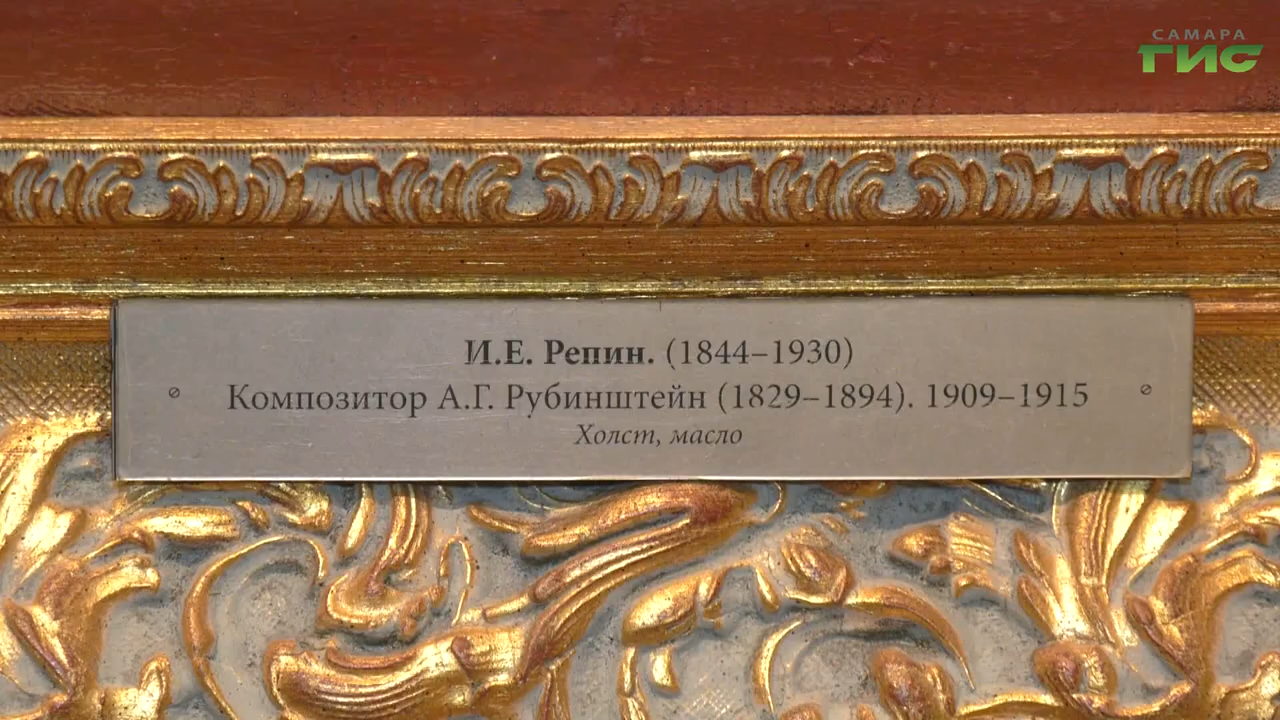 САМАРА
ГИС
И.Е. Репин. (1844–1930)
Композитор А.Г. Рубинштейн (1829–1894). 1909–1915
Холст, масло